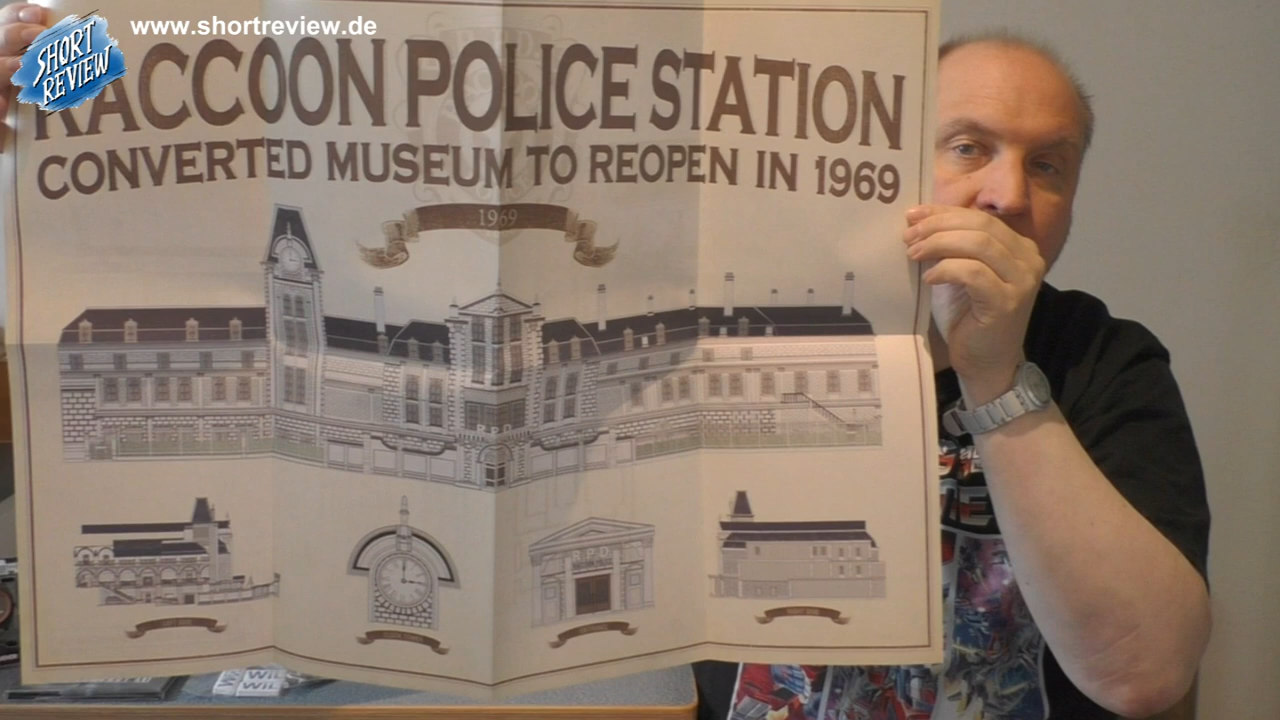 www.shortreview.de
SHORT
REVIEW
RACCOON POLICE STATION
CONVERTED MUSEUM TO REOPEN IN 1969
1969
R.P.D.
R.P.D.